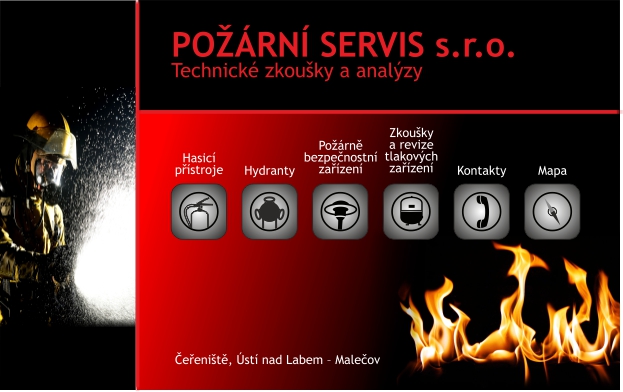 POŽÁRNÍ SERVIS s.r.o.
Technické zkoušky a analýzy
Hasicí
přístroje
Hydranty
Požárně
bezpečnostní
zařízení
Zkoušky
a revize
tlakových
zařízení
Kontakty
Mapa
Čeřeniště, Ústí nad Labem – Malečov